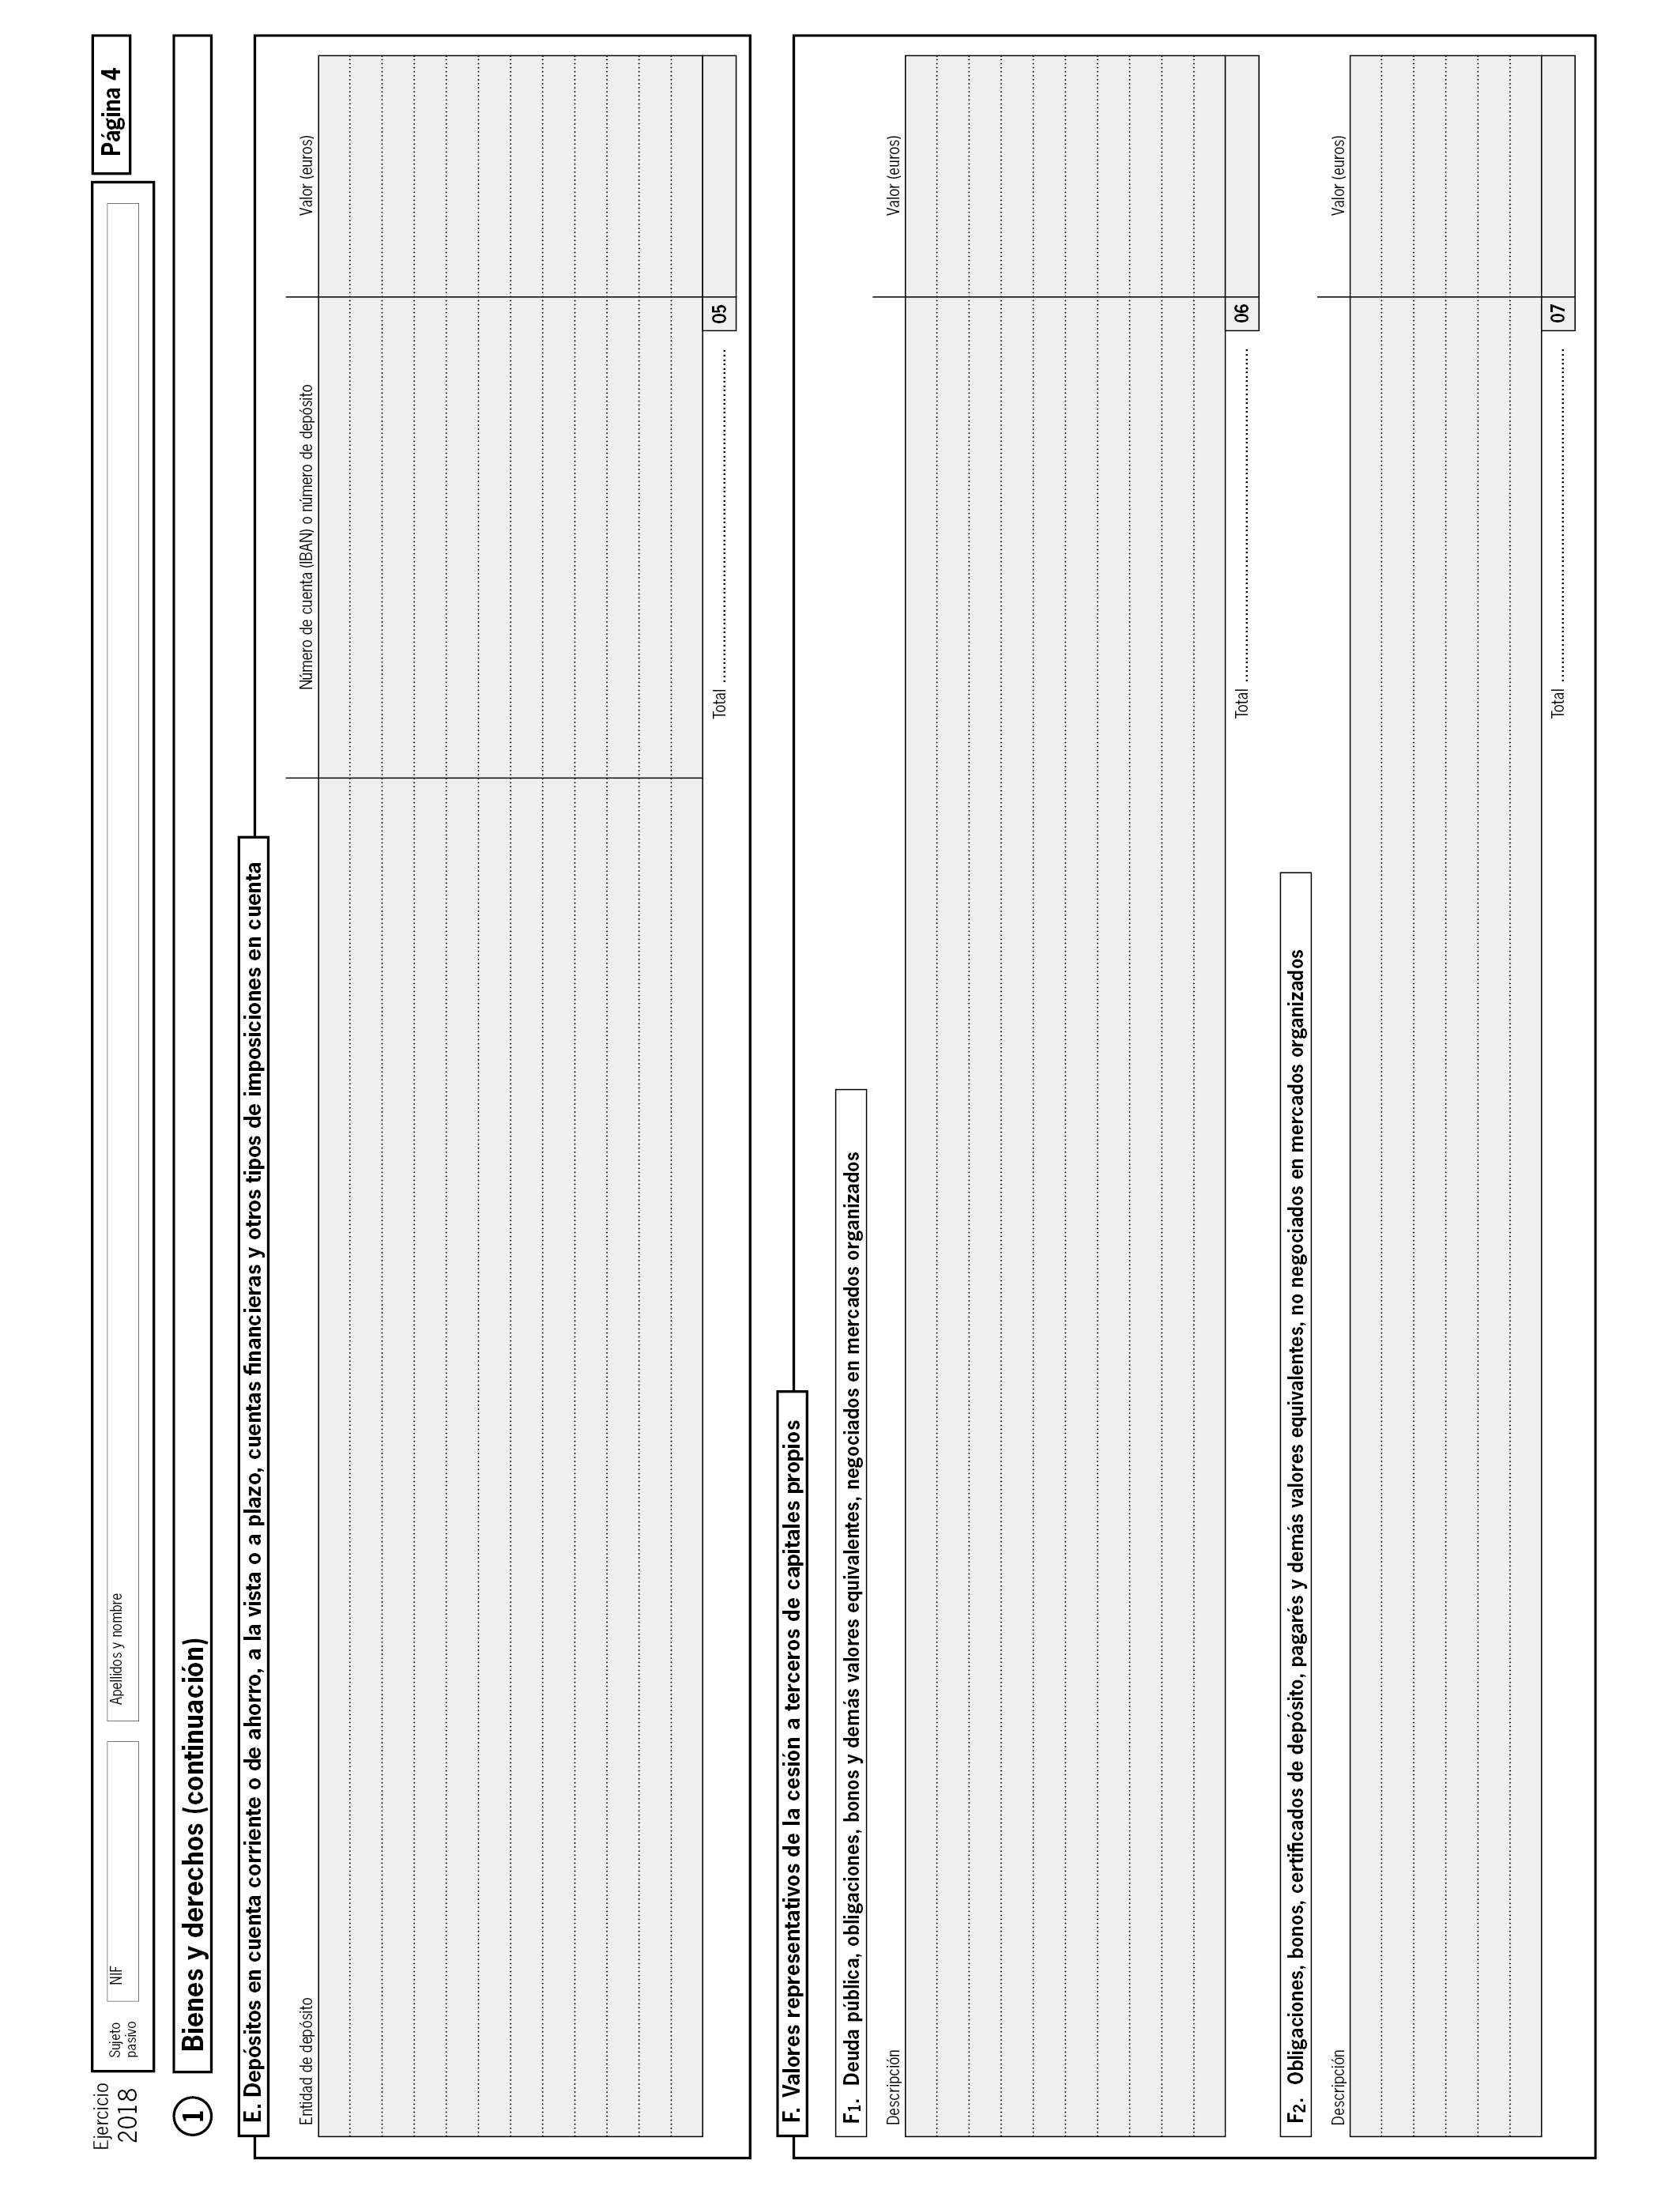 Ejercicio
2018
Sujeto
pasivo
NIF
Apellidos y nombre
Página 4
1
Bienes y derechos (continuación)
E. Depósitos en cuenta corriente o de ahorro, a la vista o a plazo, cuentas financieras y otros tipos de imposiciones en cuenta
Entidad de depósito
Número de cuenta (IBAN) o número de depósito
Valor (euros)
Total
05
F. Valores representativos de la cesión a terceros de capitales propios
F1. Deuda pública, obligaciones, bonos y demás valores equivalentes, negociados en mercados organizados
Descripción
Valor (euros)
Total
06
F2. Obligaciones, bonos, certificados de depósito, pagarés y demás valores equivalentes, no negociados en mercados organizados
Descripción
Valor (euros)
Total
07